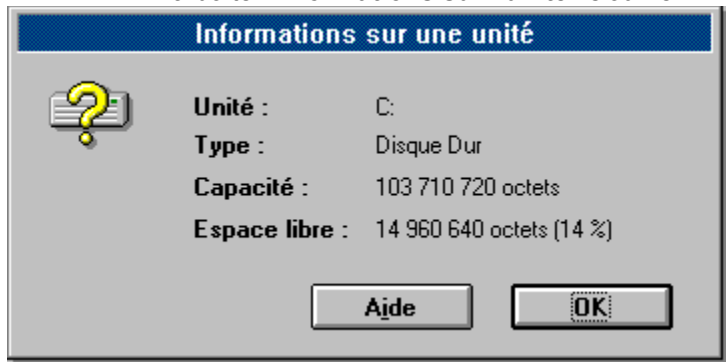 Informations sur une unité
Unité : C:
Type : Disque Dur
Capacité : 103 710 720 octets
Espace libre : 14 960 640 octets (14 %)
Aide OK